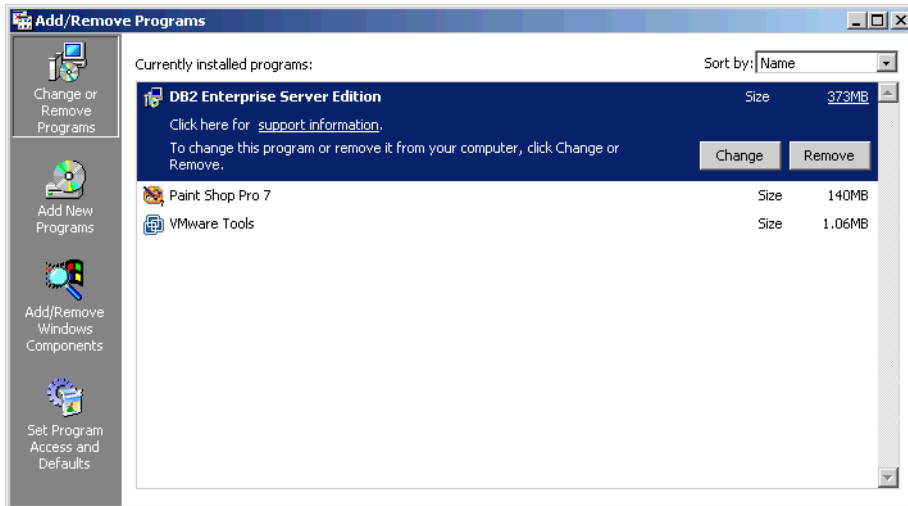 Add/Remove Programs
Change or
Remove
Programs
Add New
Programs
Add/Remove
Windows
Components
Set Program
Access and
Defaults
Currently installed programs:
Sort by: Name
DB2 Enterprise Server Edition Size 373MB
Click here for support information.
To change this program or remove it from your computer, click Change or
Remove.
Change Remove
Paint Shop Pro 7 Size 140MB
VMware Tools Size 1.06MB